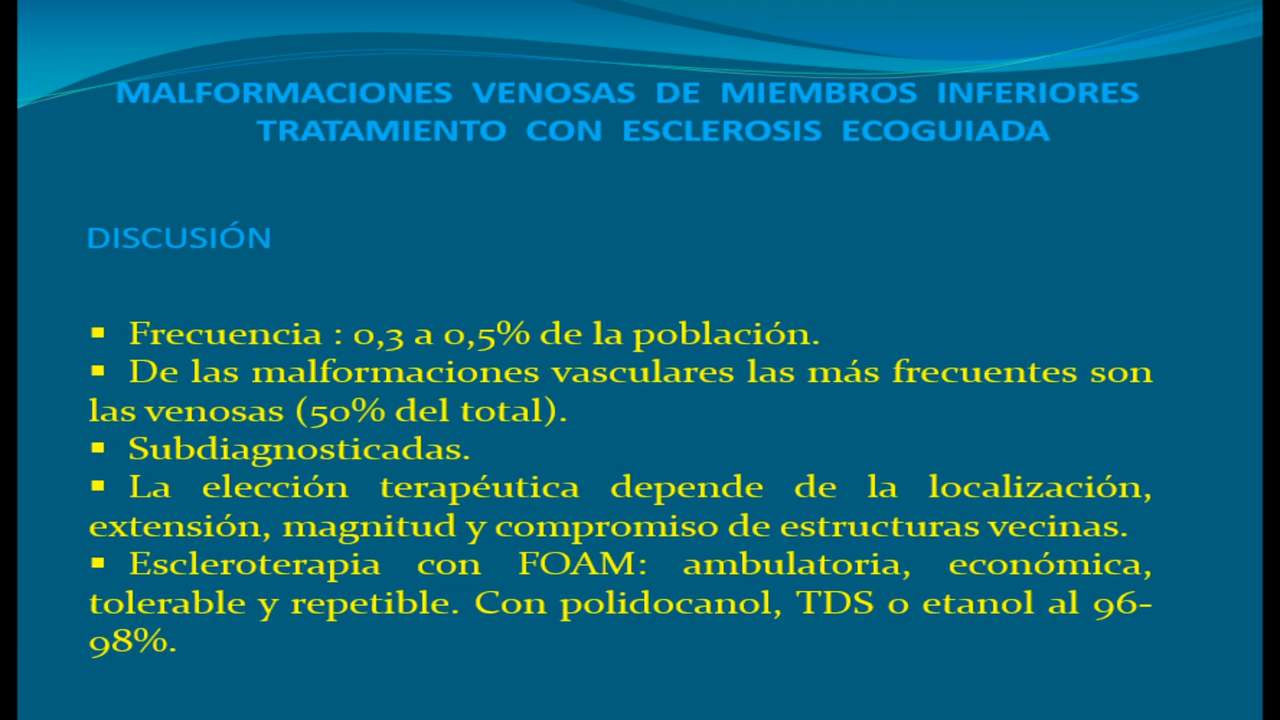 MALFORMACIONES VENOSAS DE MIEMBROS INFERIORES
TRATAMIENTO CON ESCLEROSIS ECOGUIADA
DISCUSIÓN
▪ Frecuencia : 0,3 a 0,5% de la población.
▪ De las malformaciones vasculares las más frecuentes son
las venosas (50% del total).
▪ Subdiagnosticadas.
▪ La elección terapéutica depende de la localización,
extensión, magnitud y compromiso de estructuras vecinas.
▪ Escleroterapia con FOAM: ambulatoria, económica,
tolerable y repetible. Con polidocanol, TDS o etanol al 96-
98%.